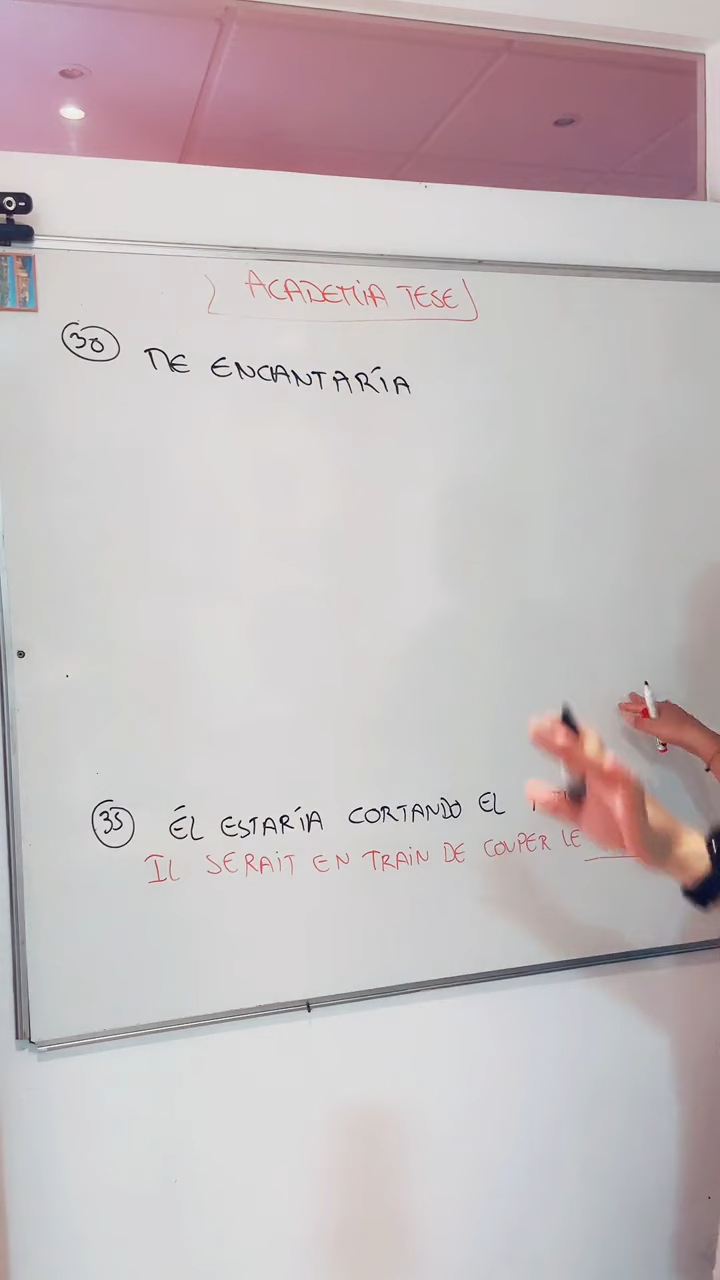 ACADEMIA TESE
30 ME ENCANTARÍA
35 ÉL ESTARÍA CORTANDO EL
IL SERAIT EN TRAIN DE COUPER LE